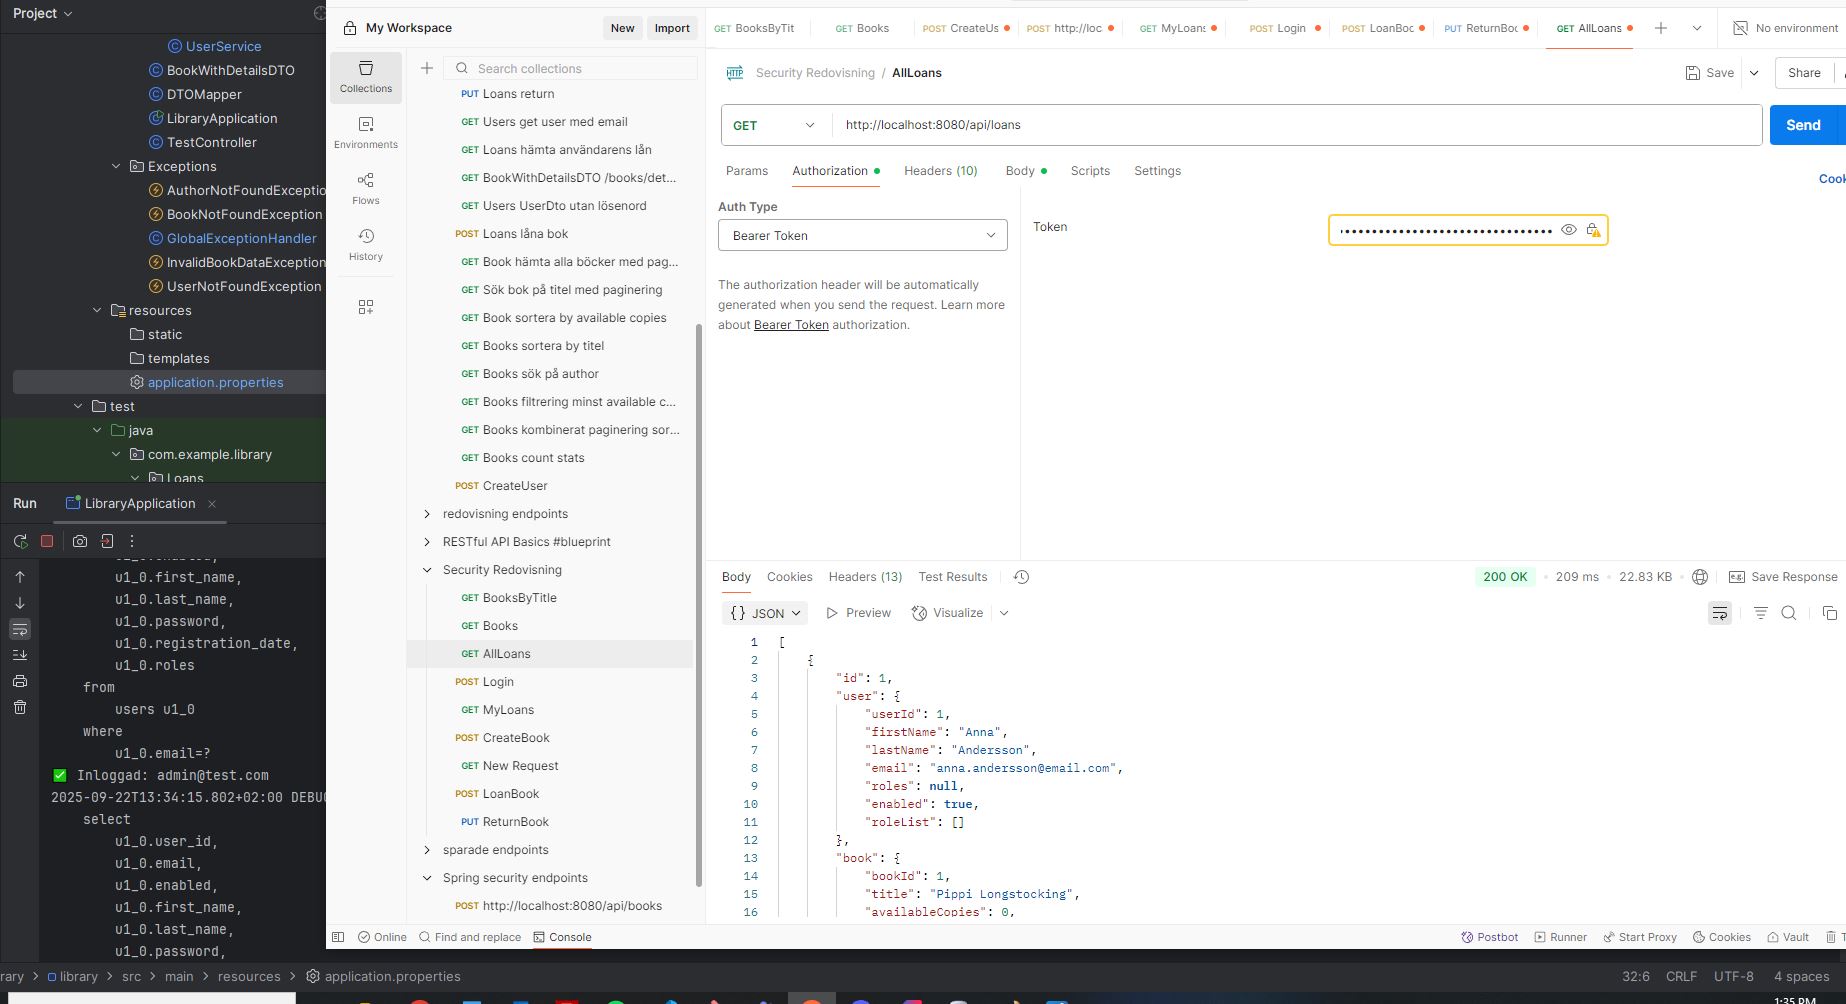 Project
UserService
BookWithDetailsDTO
DTOMapper
LibraryApplication
TestController
Exceptions
AuthorNotFoundExceptio
BookNotFoundException
GlobalExceptionHandler
InvalidBookDataException
UserNotFoundException
resources
static
templates
application.properties
test
java
com.example.library
Loans
Run
LibraryApplication
u1_0.first_name,
u1_0.last_name,
u1_0.password,
u1_0.registration_date,
u1_0.roles
from
users u1_0
where
u1_0.email=?
Inloggad: admin@test.com
2025-09-22T13:34:15.802+02:00 DEBUG
select
u1_0.user_id,
u1_0.email,
u1_0.enabled,
u1_0.first_name,
u1_0.last_name,
u1_0.password,
My Workspace
New
Import
Collections
Environments
Flows
History
Search collections
PUT Loans return
GET Users get user med email
GET Loans hämta användarens lån
GET BookWithDetailsDTO /books/det...
GET Users UserDto utan lösenord
POST Loans låna bok
GET Book hämta alla böcker med pag...
GET Sök bok på titel med paginering
GET Book sortera by available copies
GET Books sortera by titel
GET Books sök på author
GET Books filtrering minst available c...
GET Books kombinerat paginering sor...
GET Books count stats
POST CreateUser
redovisning endpoints
RESTful API Basics #blueprint
Security Redovisning
GET BooksByTitle
GET Books
GET AllLoans
POST Login
GET MyLoans
POST CreateBook
GET New Request
POST LoanBook
PUT ReturnBook
sparade endpoints
Spring security endpoints
POST http://localhost:8080/api/books
GET BooksByTit
GET Books
POST CreateUs
POST http://loc
GET MyLoans
POST Login
POST LoanBoo
PUT ReturnBoo
GET AllLoans
No environment
HTTP
Security Redovisning / AllLoans
Save
Share
GET
http://localhost:8080/api/loans
Send
Params
Authorization
Headers (10)
Body
Scripts
Settings
Cook
Auth Type
Bearer Token
The authorization header will be automatically
generated when you send the request. Learn more
about Bearer Token authorization.
Token
Body
Cookies
Headers (13)
Test Results
200 OK
209 ms
22.83 KB
Save Response
{} JSON
Preview
Visualize
1 [
2 {
3 "id": 1,
4 "user": {
5 "userId": 1,
6 "firstName": "Anna",
7 "lastName": "Andersson",
8 "email": "anna.andersson@email.com",
9 "roles": null,
10 "enabled": true,
11 "roleList": []
12 },
13 "book": {
14 "bookId": 1,
15 "title": "Pippi Longstocking",
16 "availableCopies": 0,
Online
Find and replace
Console
Postbot
Runner
Start Proxy
Cookies
Vault
T
rary > library > src > main > resources > application.properties
32:6
CRLF
UTF-8
4 spaces
1:35 PM